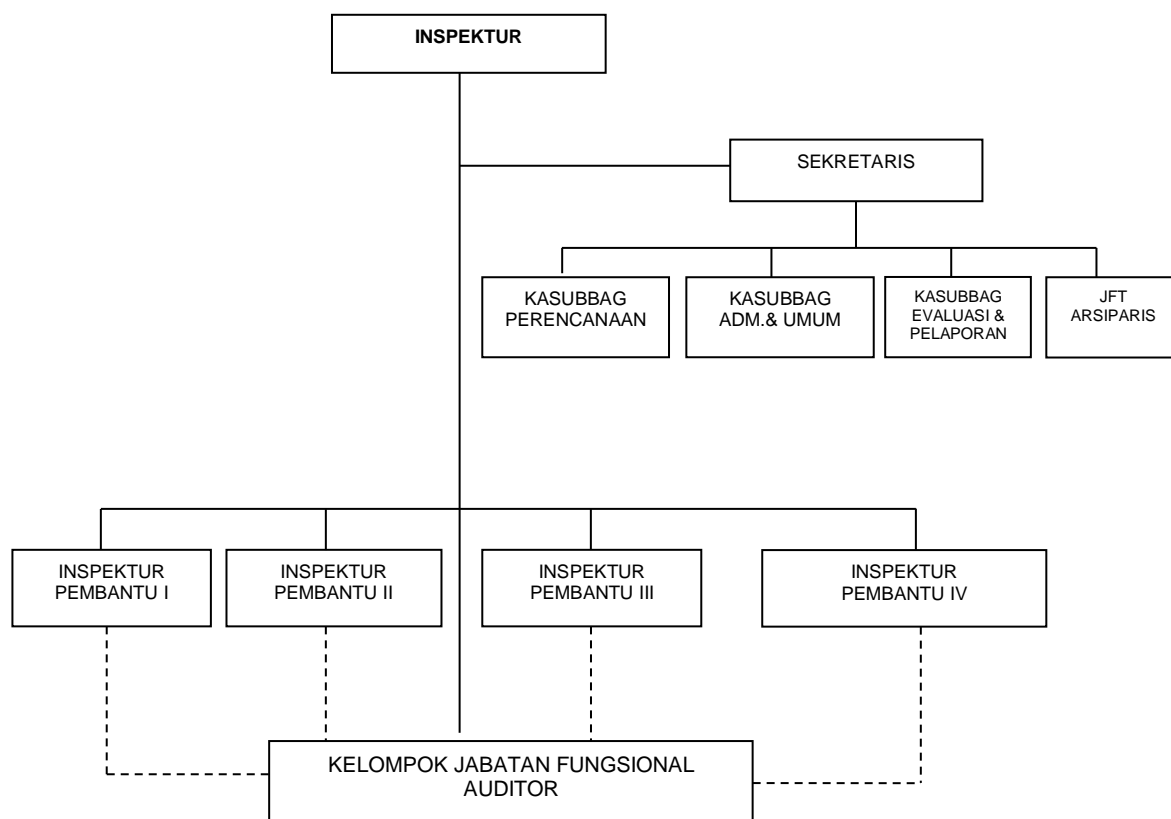 INSPEKTUR
SEKRETARIS
KASUBBAG
PERENCANAAN
KASUBBAG
ADM.& UMUM
KASUBBAG
EVALUASI &
PELAPORAN
JFT
ARSIPARIS
INSPEKTUR
PEMBANTU I
INSPEKTUR
PEMBANTU II
INSPEKTUR
PEMBANTU III
INSPEKTUR
PEMBANTU IV
KELOMPOK JABATAN FUNGSIONAL
AUDITOR